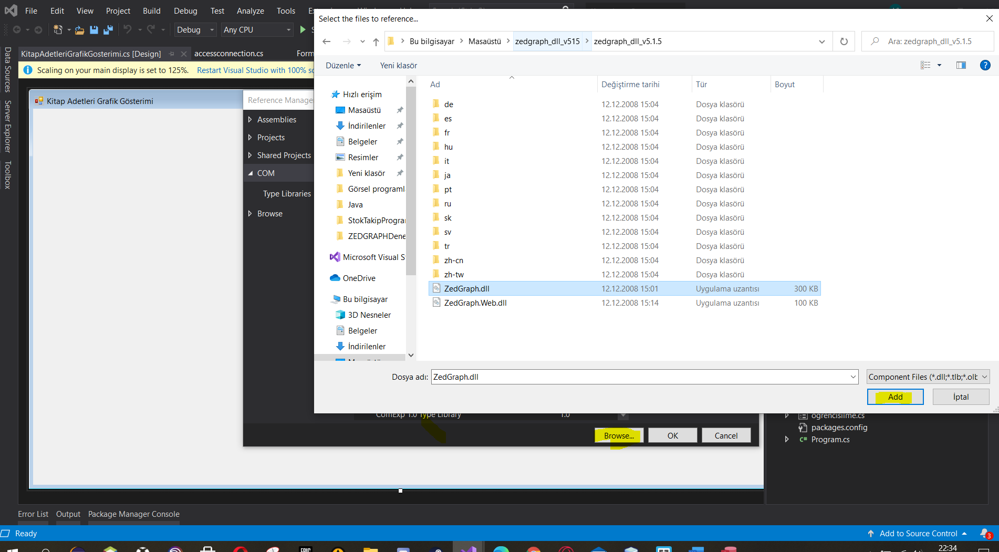 File Edit View Project Build Debug Test Analyze Tools
Debug Any CPU
Select the files to reference...
Bu bilgisayar Masaüstü zedgraph_dll_v515 zedgraph_dll_v5.1.5
Ara: zedgraph_dll_v5.1.5
Düzenle Yeni klasör
KitapAdetleriGrafikGosterimi.cs [Design] accessconnection.cs Form
Scaling on your main display is set to 125%. Restart Visual Studio with 100% sc
Data Sources
Server Explorer
Toolbox
Kitap Adetleri Grafik Gösterimi
Reference Manage
Assemblies
Projects
Shared Projects
COM
Type Libraries
Browse
Hızlı erişim
Masaüstü
İndirilenler
Belgeler
Resimler
Yeni klasör
Görsel programl
Java
StokTakipProgra
ZEDGRAPHDene
Microsoft Visual S
OneDrive
Bu bilgisayar
3D Nesneler
Belgeler
İndirilenler
Ad Değiştirme tarihi Tür Boyut
de 12.12.2008 15:04 Dosya klasörü
es 12.12.2008 15:04 Dosya klasörü
fr 12.12.2008 15:04 Dosya klasörü
hu 12.12.2008 15:04 Dosya klasörü
it 12.12.2008 15:04 Dosya klasörü
ja 12.12.2008 15:04 Dosya klasörü
pt 12.12.2008 15:04 Dosya klasörü
ru 12.12.2008 15:04 Dosya klasörü
sk 12.12.2008 15:04 Dosya klasörü
sv 12.12.2008 15:04 Dosya klasörü
tr 12.12.2008 15:04 Dosya klasörü
zh-cn 12.12.2008 15:04 Dosya klasörü
zh-tw 12.12.2008 15:04 Dosya klasörü
ZedGraph.dll 12.12.2008 15:01 Uygulama uzantısı 300 KB
ZedGraph.Web.dll 12.12.2008 15:14 Uygulama uzantısı 100 KB
Dosya adı: ZedGraph.dll Component Files (*.dll;*.tlb;*.olb
Add İptal
ComExp 1.0 Type Library 1.0
Browse... OK Cancel
ogrencisilme.cs
packages.config
C# Program.cs
Error List Output Package Manager Console
Ready Add to Source Control 3
EPIC
22:34